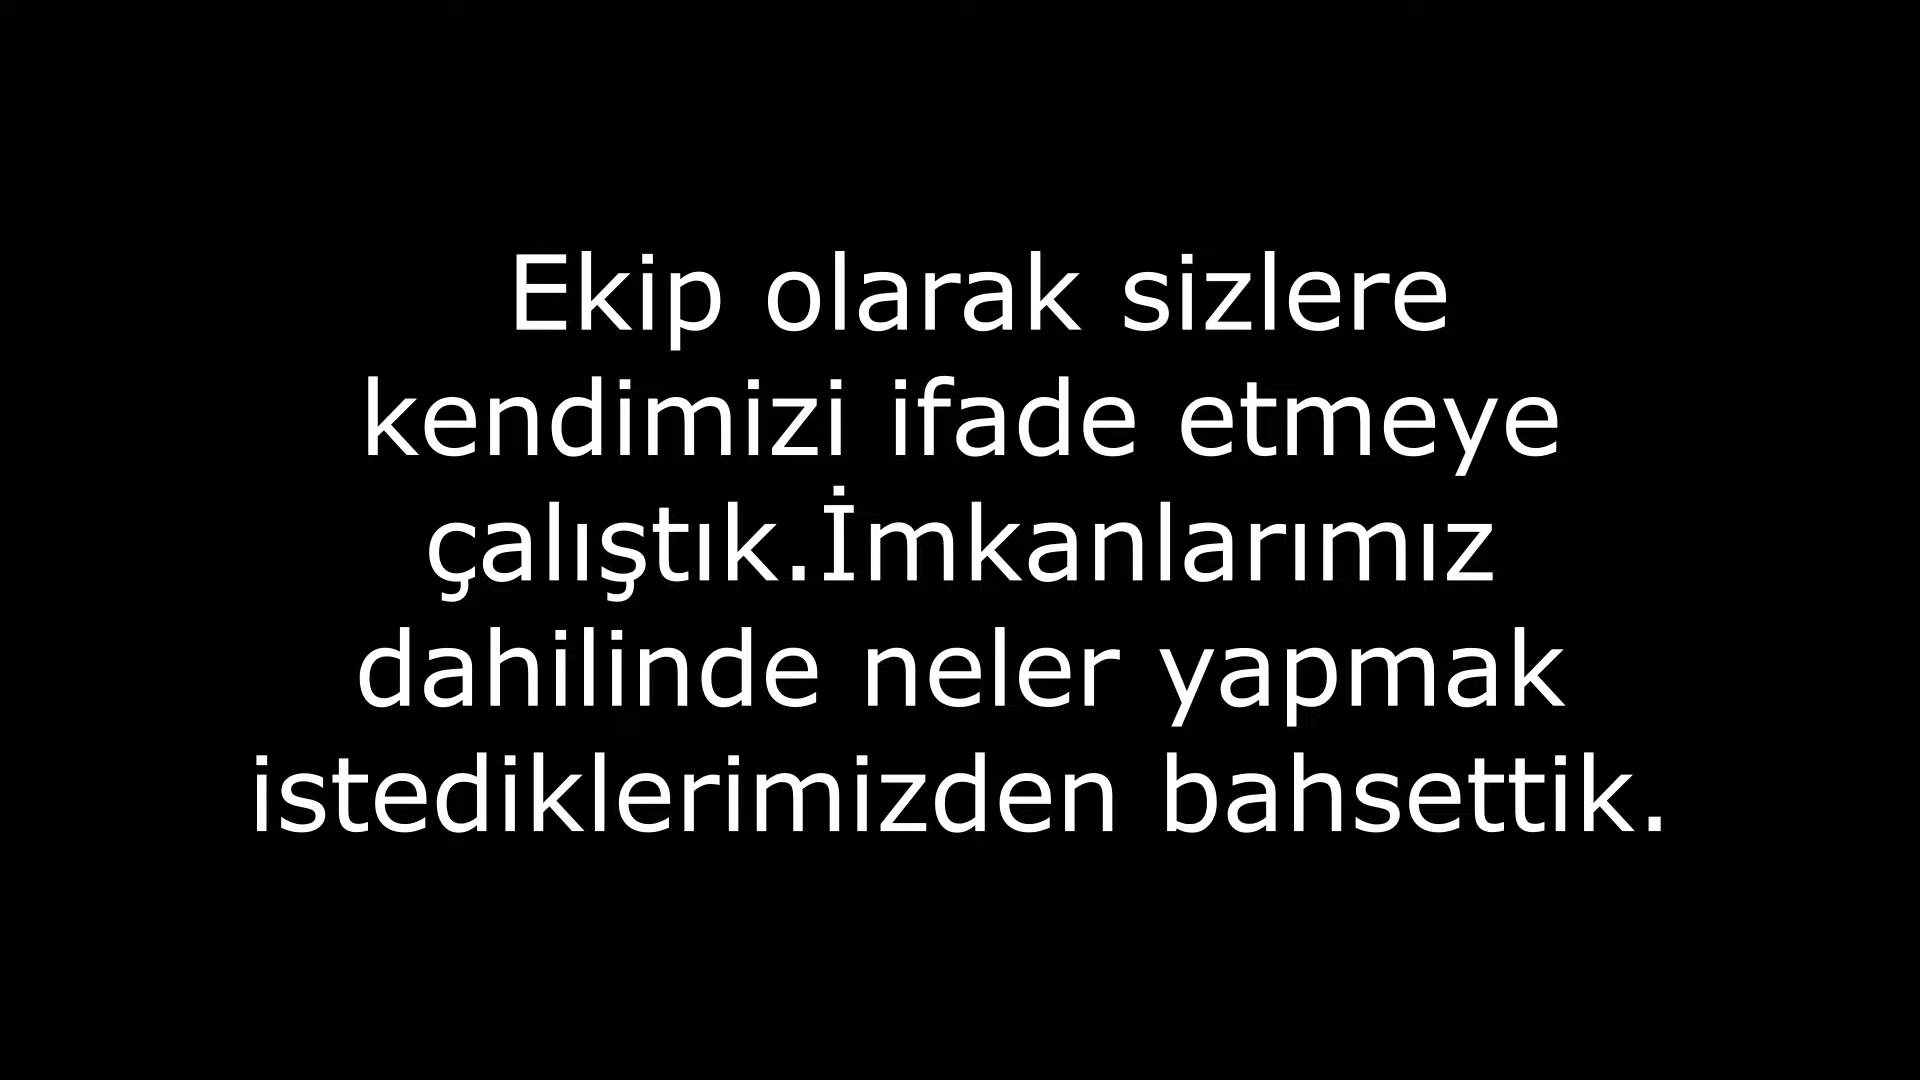 Ekip olarak sizlere
kendimizi ifade etmeye
çalıştık.İmkanlarımız
dahilinde neler yapmak
istediklerimizden bahsettik.